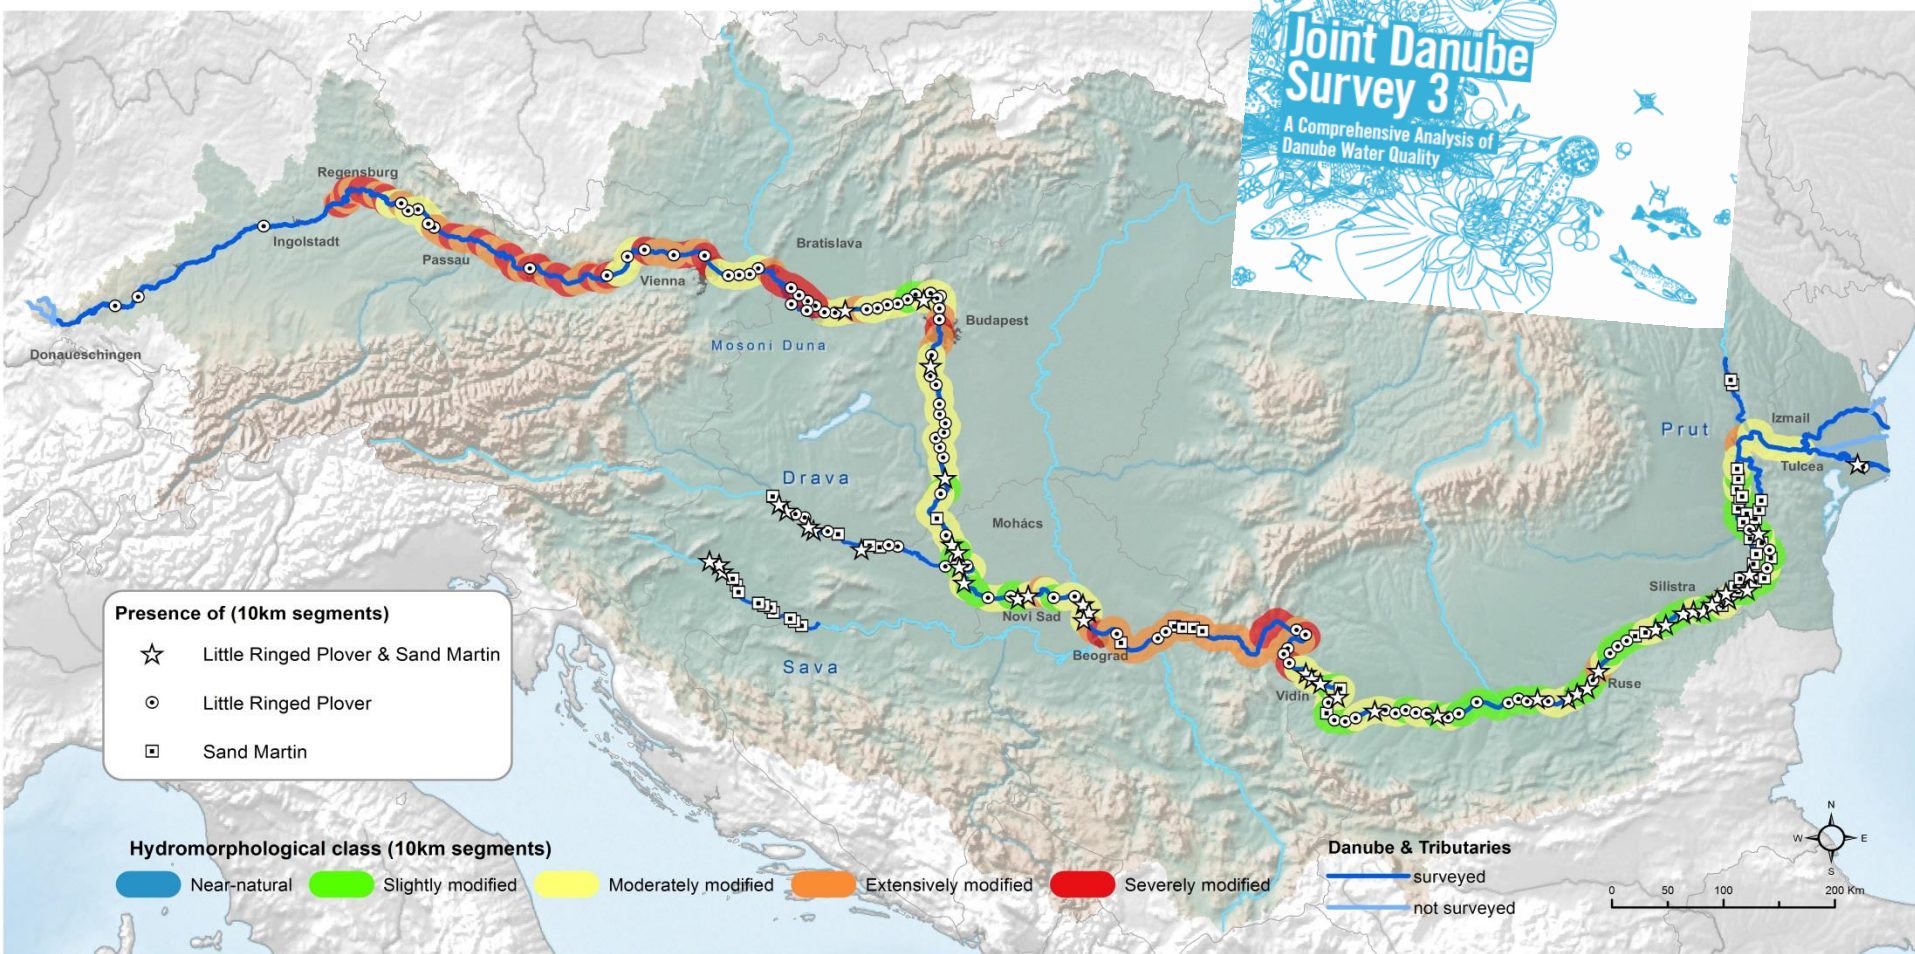 Joint Danube
Survey 3
A Comprehensive Analysis of
Danube Water Quality
Regensburg
Ingolstadt
Passau
Donaueschingen
Vienna
Bratislava
Mosoni Duna
Budapest
Drava
Mohács
Sava
Novi Sad
Beograd
Vidin
Ruse
Silistra
Prut
Izmail
Tulcea
Presence of (10km segments)
Little Ringed Plover & Sand Martin
Little Ringed Plover
Sand Martin
Hydromorphological class (10km segments)
Near-natural
Slightly modified
Moderately modified
Extensively modified
Severely modified
Danube & Tributaries
surveyed
not surveyed
N
W
E
S
0 50 100 200 Km